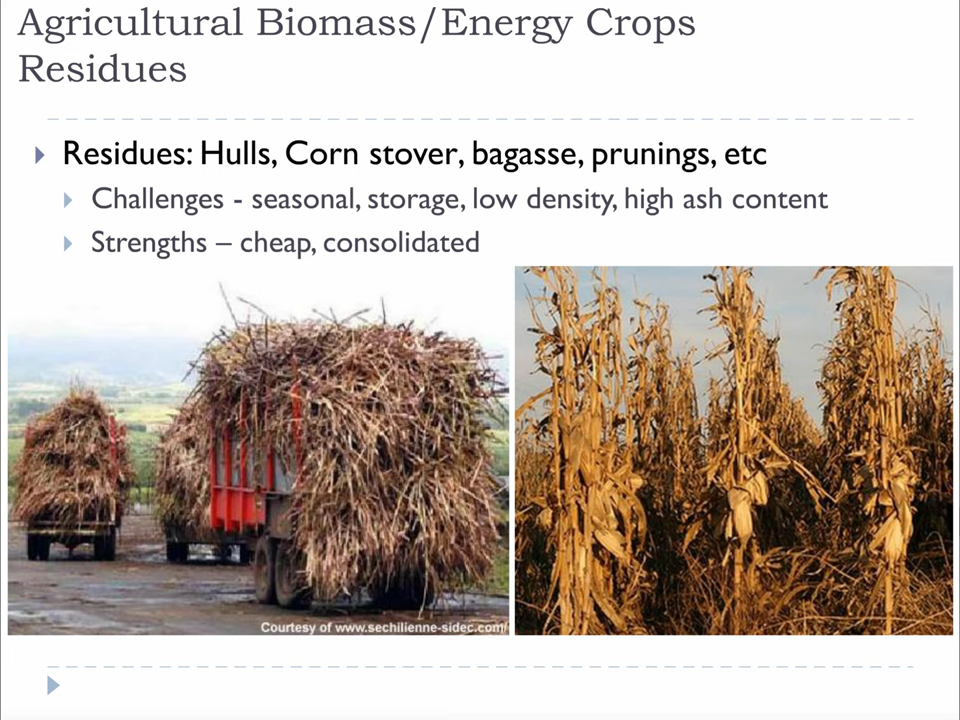 Agricultural Biomass/Energy Crops
Residues
Residues: Hulls, Corn stover, bagasse, prunings, etc
Challenges - seasonal, storage, low density, high ash content
Strengths – cheap, consolidated
Courtesy of www.sechilienne-sidec.com/